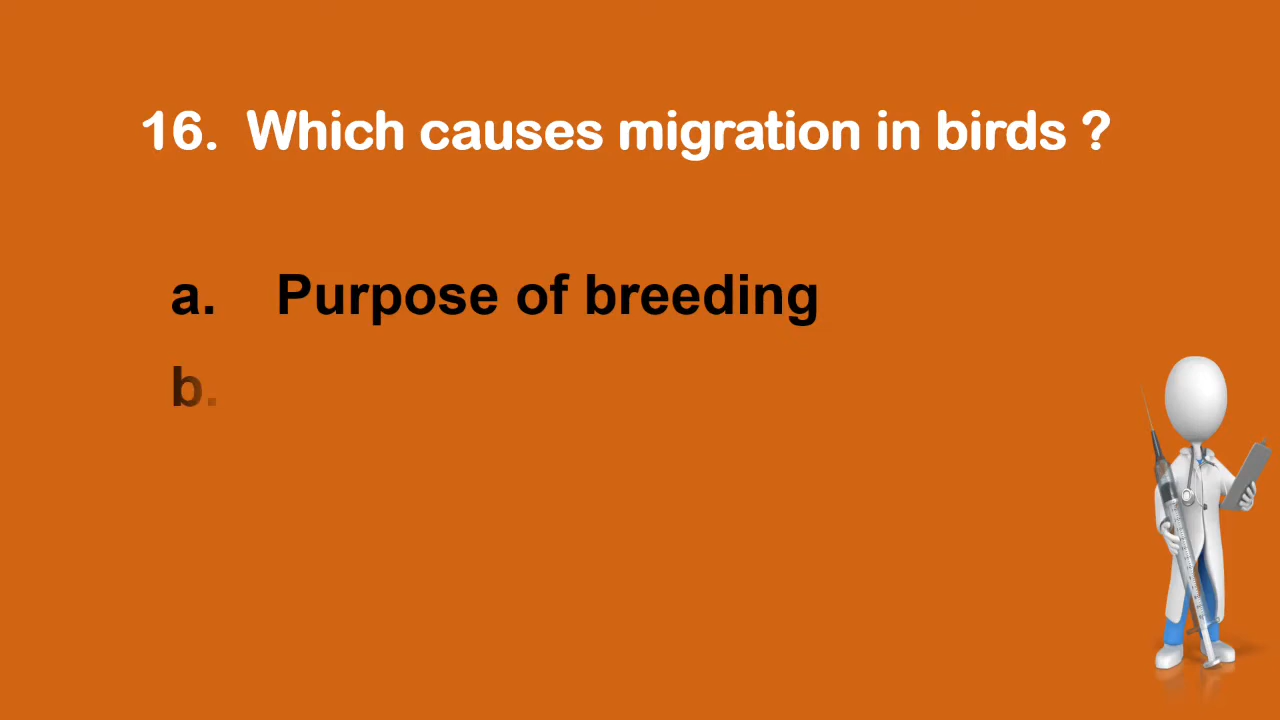 16. Which causes migration in birds ?
a. Purpose of breeding
b.